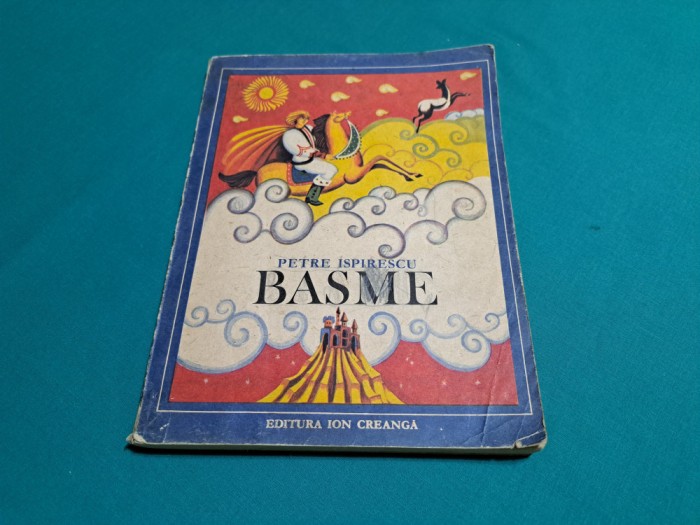 PETRE ISPIRESCU
BASME
EDITURA ION CREANGĂ